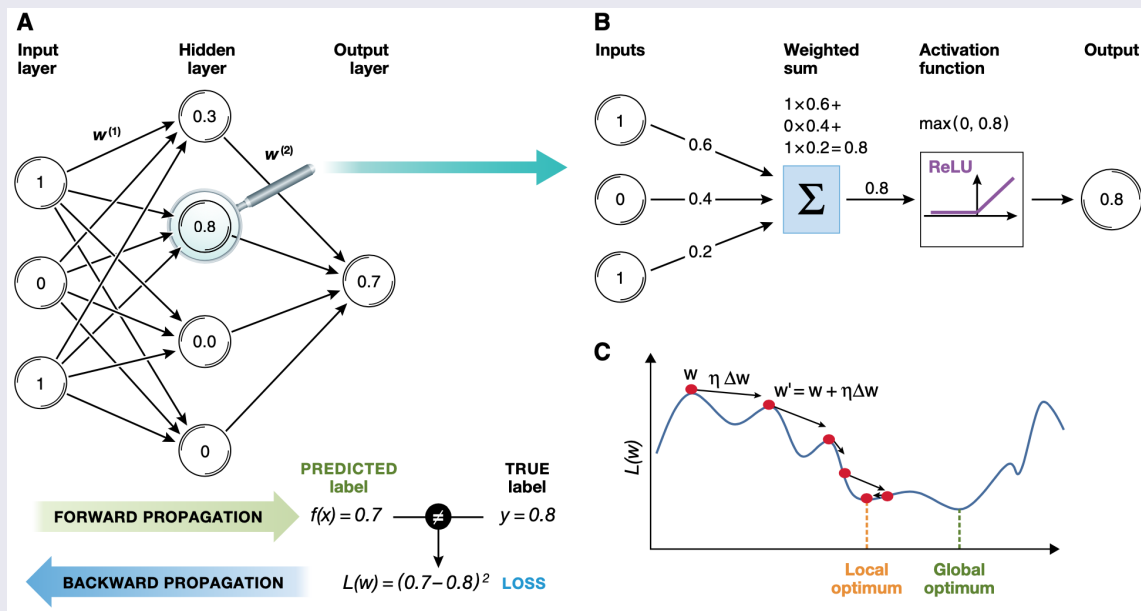 A
Input layer
Hidden layer
Output layer
w(1)
w(2)
1
0
1
0.3
0.8
0.0
0
0.7
FORWARD PROPAGATION
BACKWARD PROPAGATION
PREDICTED label
f(x) = 0.7
≠
TRUE label
y = 0.8
L(w) = (0.7 – 0.8)²
LOSS
B
Inputs
Weighted sum
Activation function
Output
1
0
1
0.6
0.4
0.2
1×0.6+
0×0.4+
1×0.2=0.8
Σ
0.8
max(0, 0.8)
ReLU
0.8
C
L(w)
w
η Δw
w' = w + ηΔw
Local optimum
Global optimum